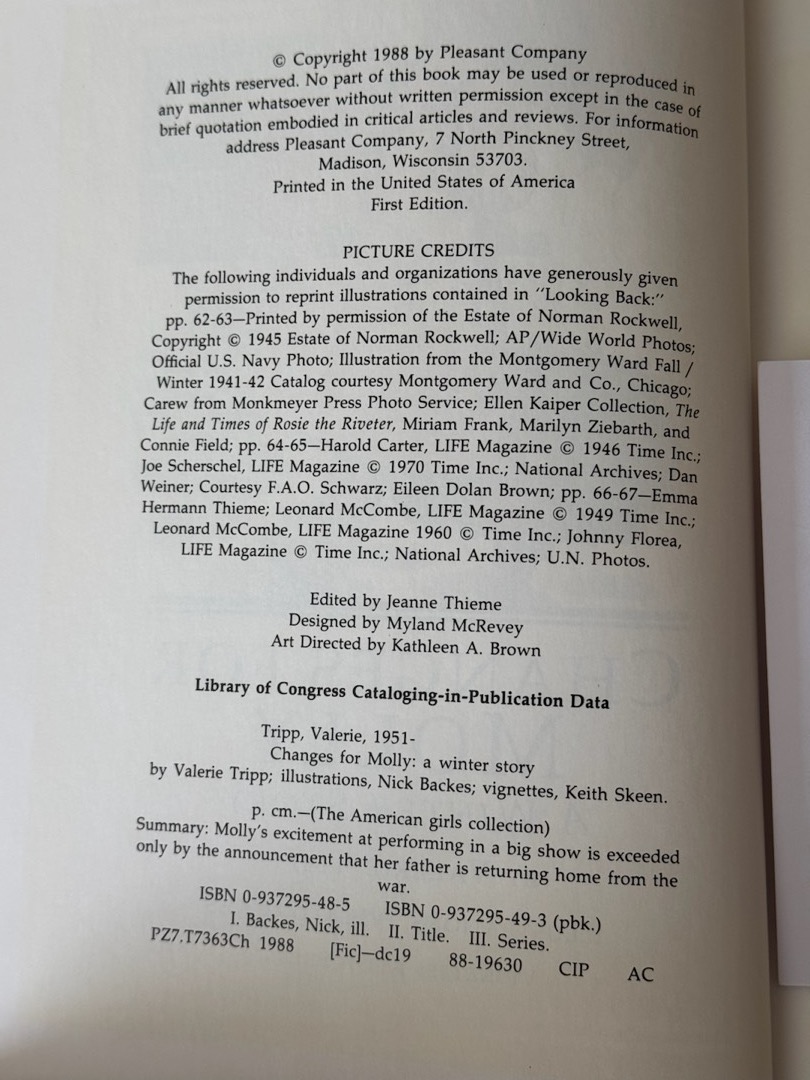 © Copyright 1988 by Pleasant Company
All rights reserved. No part of this book may be used or reproduced in
any manner whatsoever without written permission except in the case of
brief quotation embodied in critical articles and reviews. For information
address Pleasant Company, 7 North Pinckney Street,
Madison, Wisconsin 53703.
Printed in the United States of America
First Edition.
PICTURE CREDITS
The following individuals and organizations have generously given
permission to reprint illustrations contained in "Looking Back:"
pp. 62-63—Printed by permission of the Estate of Norman Rockwell,
Copyright © 1945 Estate of Norman Rockwell; AP/Wide World Photos;
Official U.S. Navy Photo; Illustration from the Montgomery Ward Fall /
Winter 1941-42 Catalog courtesy Montgomery Ward and Co., Chicago;
Carew from Monkmeyer Press Photo Service; Ellen Kaiper Collection, The
Life and Times of Rosie the Riveter, Miriam Frank, Marilyn Ziebarth, and
Connie Field; pp. 64-65—Harold Carter, LIFE Magazine © 1946 Time Inc.;
Joe Scherschel, LIFE Magazine © 1970 Time Inc.; National Archives; Dan
Weiner; Courtesy F.A.O. Schwarz; Eileen Dolan Brown; pp. 66-67—Emma
Hermann Thieme; Leonard McCombe, LIFE Magazine © 1949 Time Inc.;
Leonard McCombe, LIFE Magazine 1960 © Time Inc.; Johnny Florea,
LIFE Magazine © Time Inc.; National Archives; U.N. Photos.
Edited by Jeanne Thieme
Designed by Myland McRevey
Art Directed by Kathleen A. Brown
Library of Congress Cataloging-in-Publication Data
Tripp, Valerie, 1951-
Changes for Molly: a winter story
by Valerie Tripp; illustrations, Nick Backes; vignettes, Keith Skeen.
p. cm.—(The American girls collection)
Summary: Molly's excitement at performing in a big show is exceeded
only by the announcement that her father is returning home from the
war.
ISBN 0-937295-48-5 ISBN 0-937295-49-3 (pbk.)
I. Backes, Nick, ill. II. Title. III. Series.
PZ7.T7363Ch 1988 [Fic]—dc19 88-19630 CIP AC